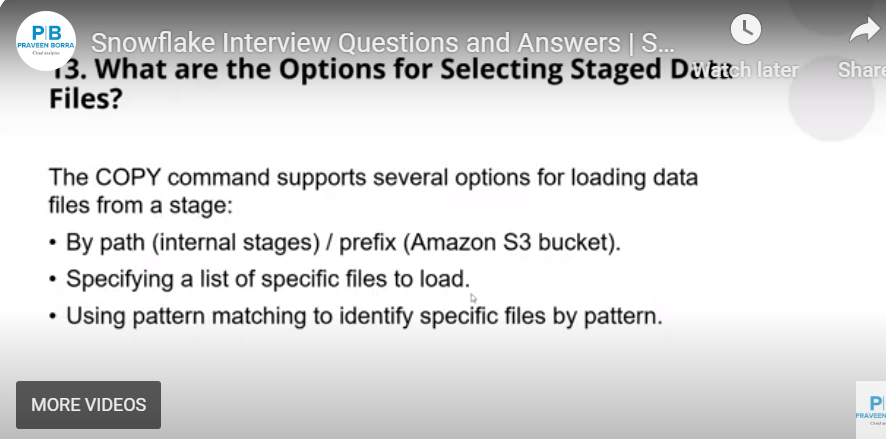 P|B
PRAVEEN BORRA
Cloud analytics
Snowflake Interview Questions and Answers | S...
Watch later
Share
13. What are the Options for Selecting Staged Data
Files?
The COPY command supports several options for loading data
files from a stage:
• By path (internal stages) / prefix (Amazon S3 bucket).
• Specifying a list of specific files to load.
• Using pattern matching to identify specific files by pattern.
MORE VIDEOS
P|
PRAVEEN